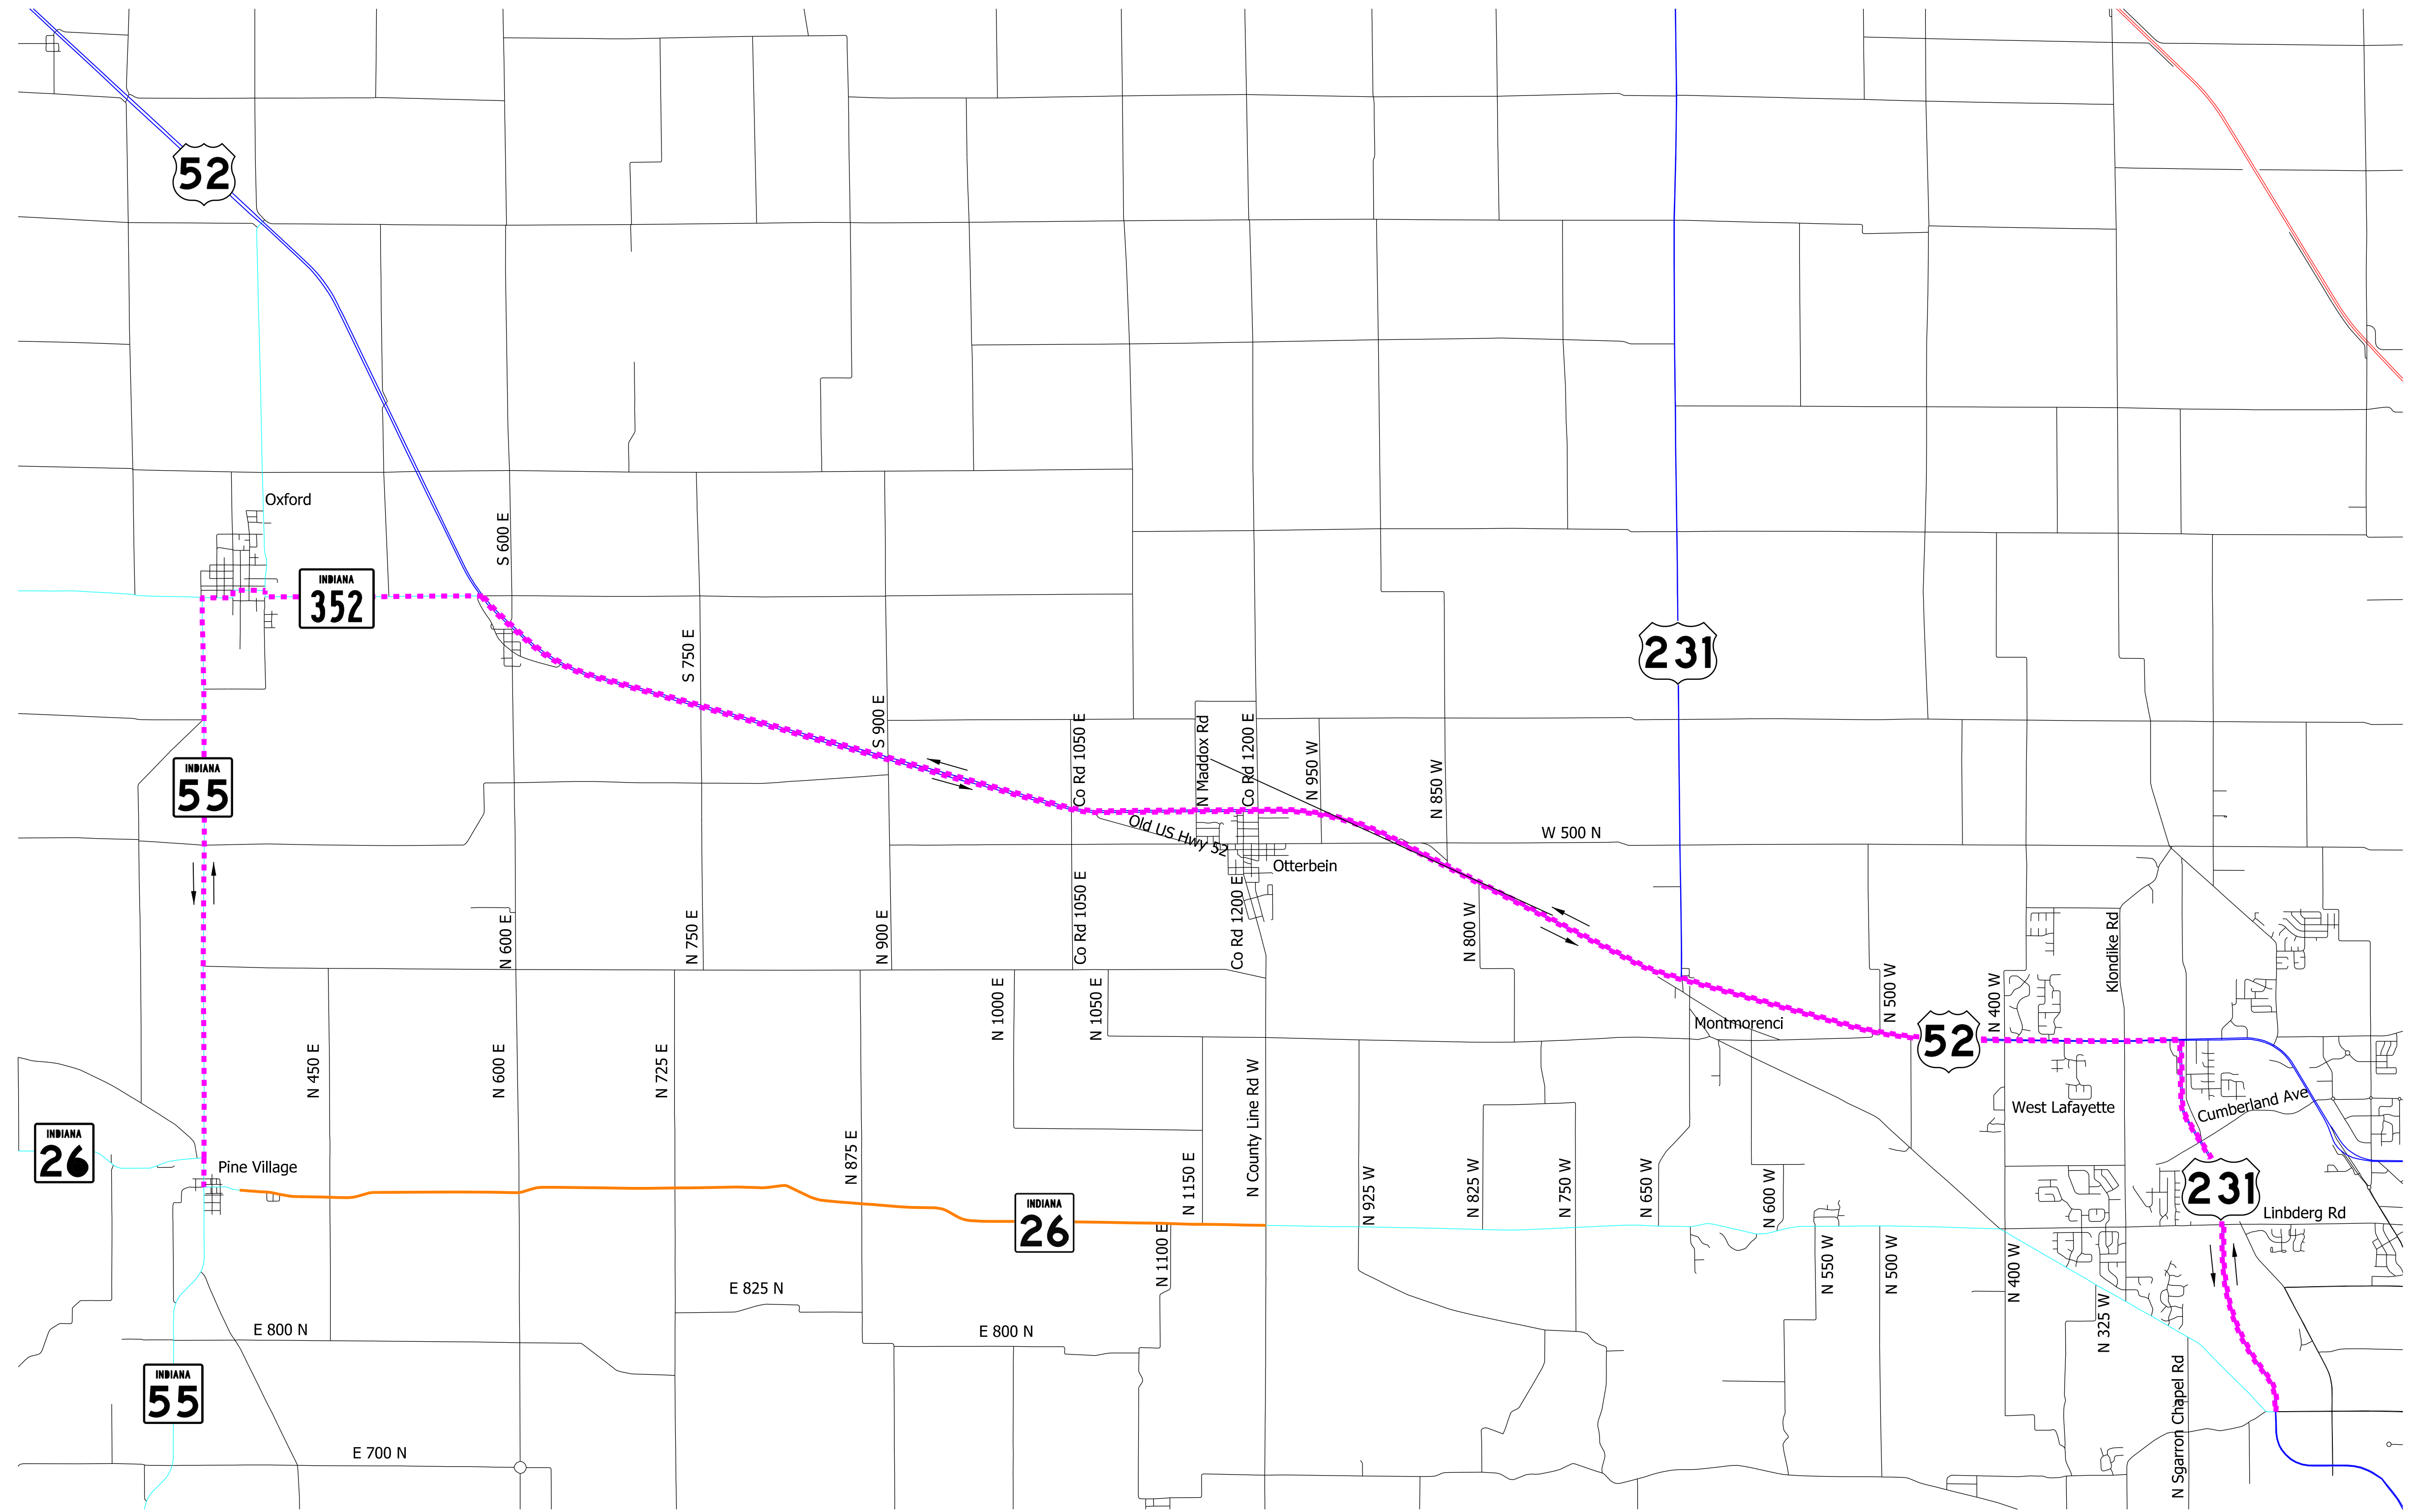 52
Oxford
S 600 E
INDIANA
352
S 750 E
231
S 900 E
Co Rd 1050 E
N Maddox Rd
Co Rd 1200 E
N 950 W
N 850 W
INDIANA
55
Old US Hwy 52
W 500 N
Otterbein
N 600 E
N 750 E
N 900 E
Co Rd 1050 E
Co Rd 1200 E
N 800 W
Klondike Rd
N 1000 E
N 1050 E
N 500 W
N 400 W
Montmorenci
52
N 450 E
N 600 E
N 725 E
N County Line Rd W
West Lafayette
Cumberland Ave
INDIANA
26
Pine Village
N 875 E
N 1150 E
N 925 W
N 825 W
N 750 W
N 650 W
N 600 W
231
Linbderg Rd
INDIANA
26
N 1100 E
N 550 W
N 500 W
N 400 W
E 825 N
N 325 W
E 800 N
E 800 N
INDIANA
55
N Sgarron Chapel Rd
E 700 N